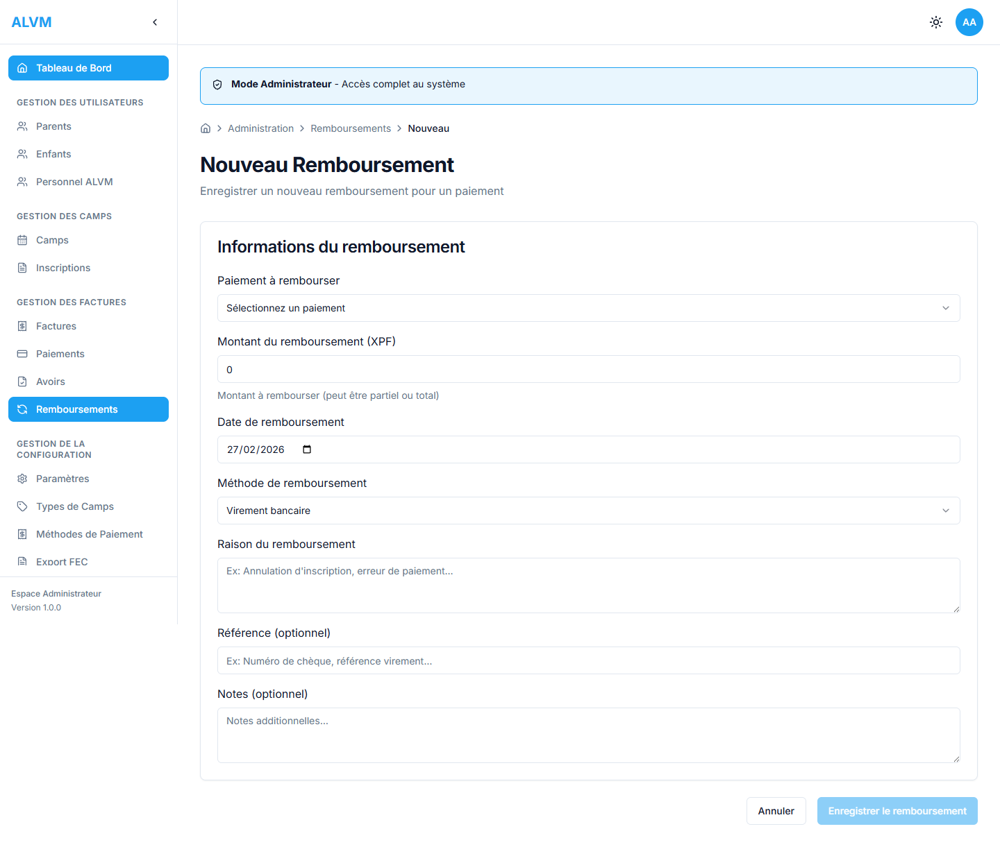 ALVM
AA
Tableau de Bord
GESTION DES UTILISATEURS
Parents
Enfants
Personnel ALVM
GESTION DES CAMPS
Camps
Inscriptions
GESTION DES FACTURES
Factures
Paiements
Avoirs
Remboursements
GESTION DE LA
CONFIGURATION
Paramètres
Types de Camps
Méthodes de Paiement
Export FEC
Espace Administrateur
Version 1.0.0
Mode Administrateur - Accès complet au système
Administration > Remboursements > Nouveau
Nouveau Remboursement
Enregistrer un nouveau remboursement pour un paiement
Informations du remboursement
Paiement à rembourser
Sélectionnez un paiement
Montant du remboursement (XPF)
0
Montant à rembourser (peut être partiel ou total)
Date de remboursement
27/02/2026
Méthode de remboursement
Virement bancaire
Raison du remboursement
Ex: Annulation d'inscription, erreur de paiement...
Référence (optionnel)
Ex: Numéro de chèque, référence virement...
Notes (optionnel)
Notes additionnelles...
Annuler
Enregistrer le remboursement